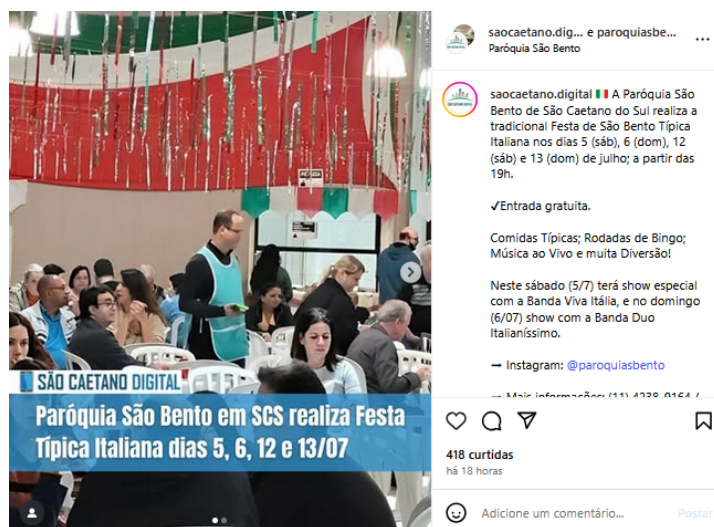 SÃO CAETANO DIGITAL
Paróquia São Bento em SCS realiza Festa
Típica Italiana dias 5, 6, 12 e 13/07
saocaetano.dig... e paroquiasbe...
Paróquia São Bento
saocaetano.digital 🇮🇹 A Paróquia São
Bento de São Caetano do Sul realiza a
tradicional Festa de São Bento Típica
Italiana nos dias 5 (sáb), 6 (dom), 12
(sáb) e 13 (dom) de julho; a partir das
19h.
✓Entrada gratuita.
Comidas Típicas; Rodadas de Bingo;
Música ao Vivo e muita Diversão!
Neste sábado (5/7) terá show especial
com a Banda Viva Itália, e no domingo
(6/07) show com a Banda Duo
Italianíssimo.
→ Instagram: @paroquiasbento
→ Mais informações: (11) 4238-9164 /
418 curtidas
há 18 horas
Adicione um comentário...
Postar